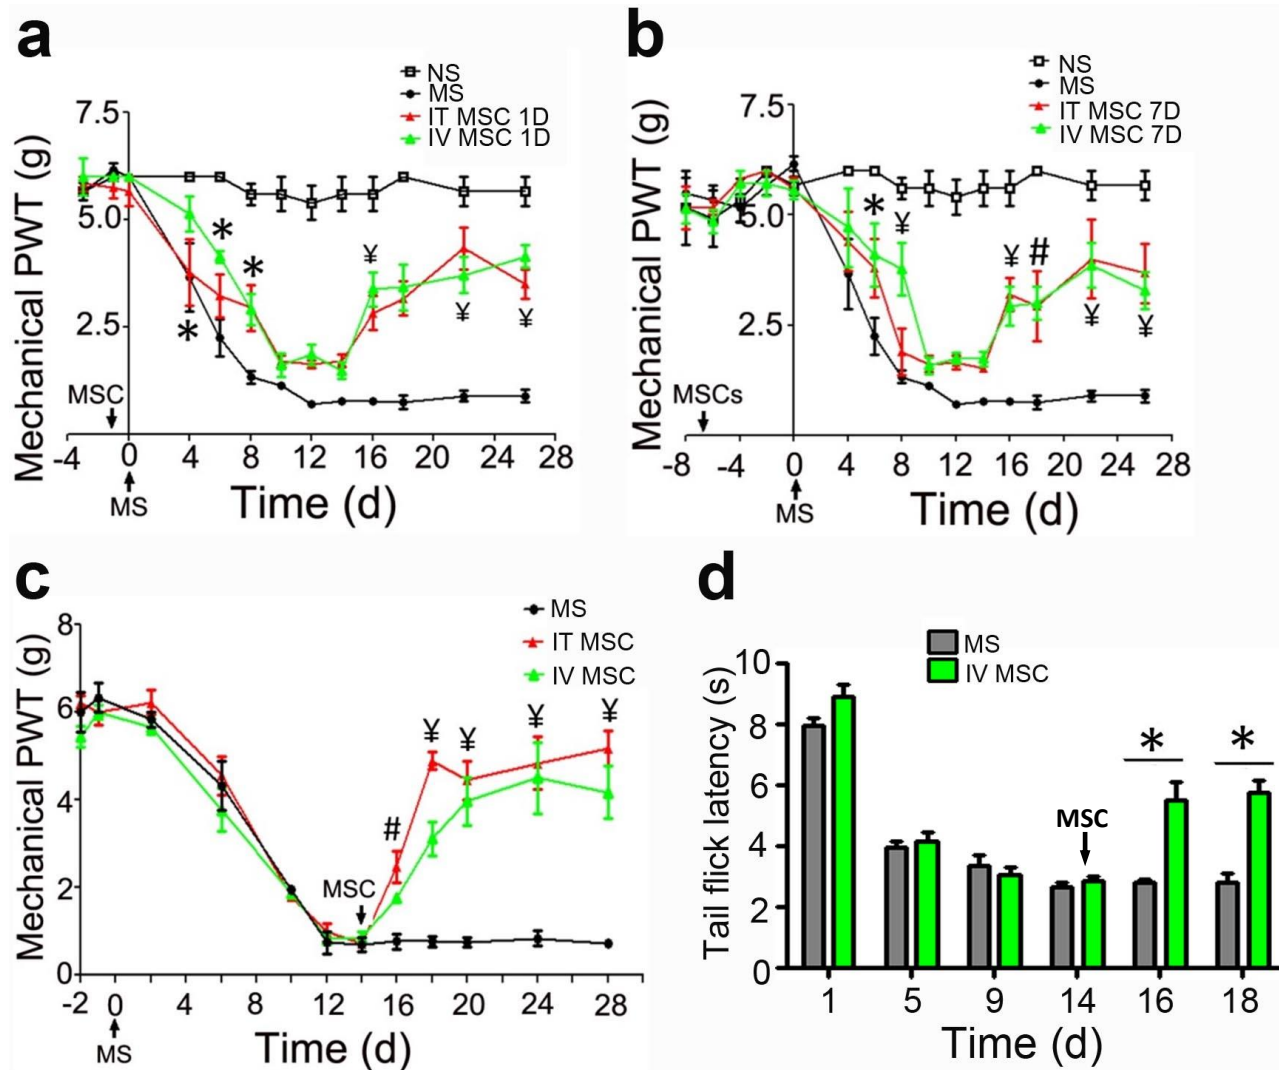 a
NS
MS
IT MSC 1D
IV MSC 1D
Mechanical PWT (g)
7.5
5.0
2.5
* * *
¥ ¥ ¥
MSC
-4 0 4 8 12 16 20 24 28
MS
Time (d)
b
NS
MS
IT MSC 7D
IV MSC 7D
Mechanical PWT (g)
7.5
5.0
2.5
* ¥ ¥ # ¥ ¥
MSCs
-8 -4 0 4 8 12 16 20 24 28
MS
Time (d)
c
MS
IT MSC
IV MSC
Mechanical PWT (g)
8
6
4
2
0
# ¥ ¥ ¥ ¥
MSC
-2 0 4 8 12 16 20 24 28
MS
Time (d)
d
MS
IV MSC
Tail flick latency (s)
10
8
6
4
2
0
* *
MSC
1 5 9 14 16 18
Time (d)